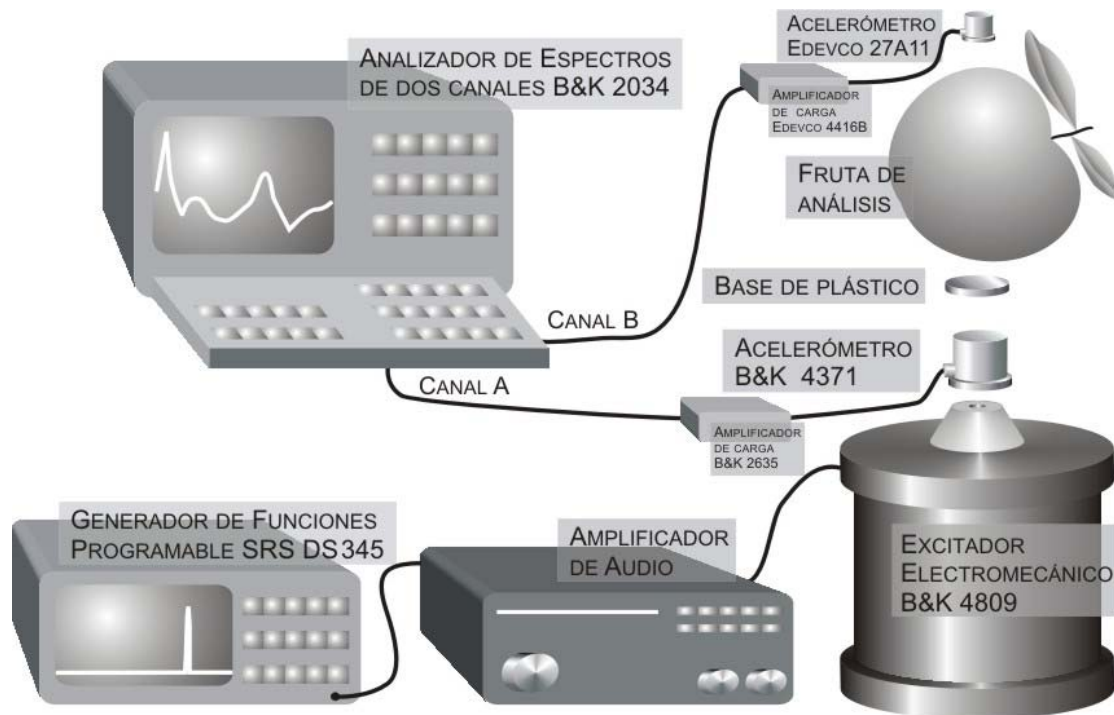 ANALIZADOR DE ESPECTROS
DE DOS CANALES B&K 2034
ACELERÓMETRO
EDEVCO 27A11
AMPLIFICADOR
DE CARGA
EDEVCO 4416B
FRUTA DE
ANÁLISIS
BASE DE PLÁSTICO
CANAL B
ACELERÓMETRO
B&K 4371
CANAL A
AMPLIFICADOR
DE CARGA
B&K 2635
GENERADOR DE FUNCIONES
PROGRAMABLE SRS DS345
AMPLIFICADOR
DE AUDIO
EXCITADOR
ELECTROMECÁNICO
B&K 4809